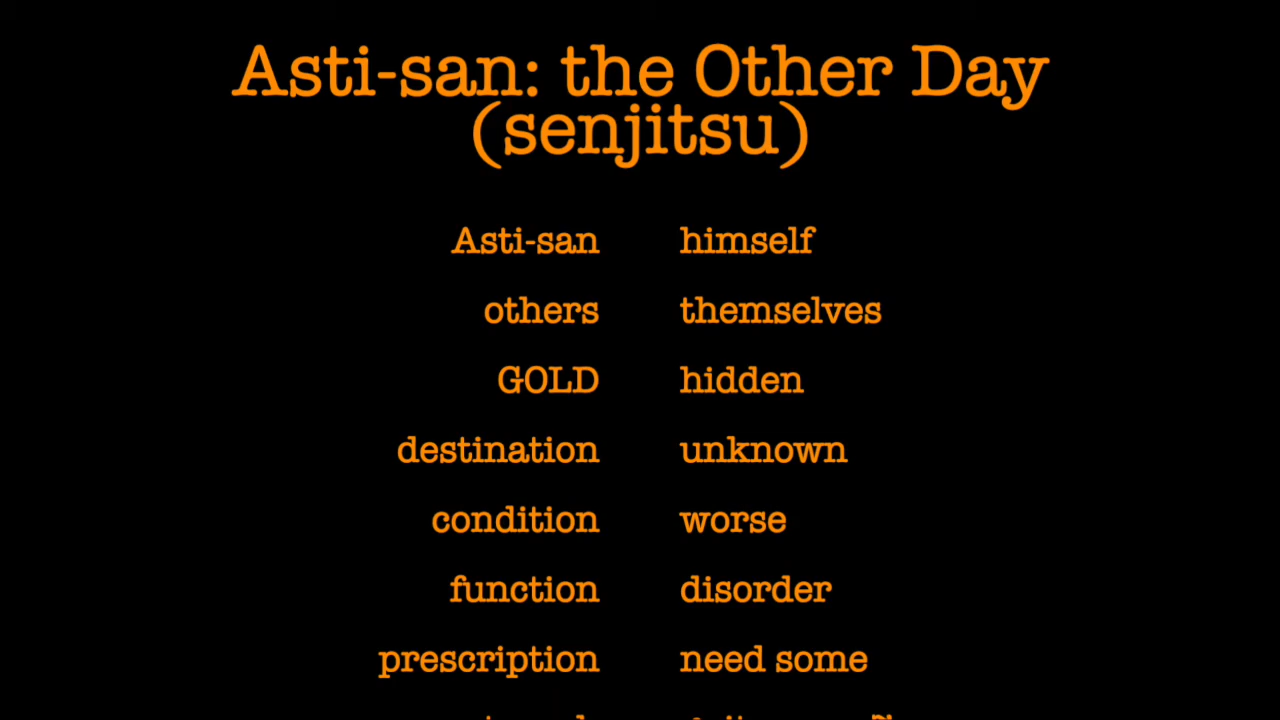 Asti-san: the Other Day
(senjitsu)
Asti-san himself
others themselves
GOLD hidden
destination unknown
condition worse
function disorder
prescription need some